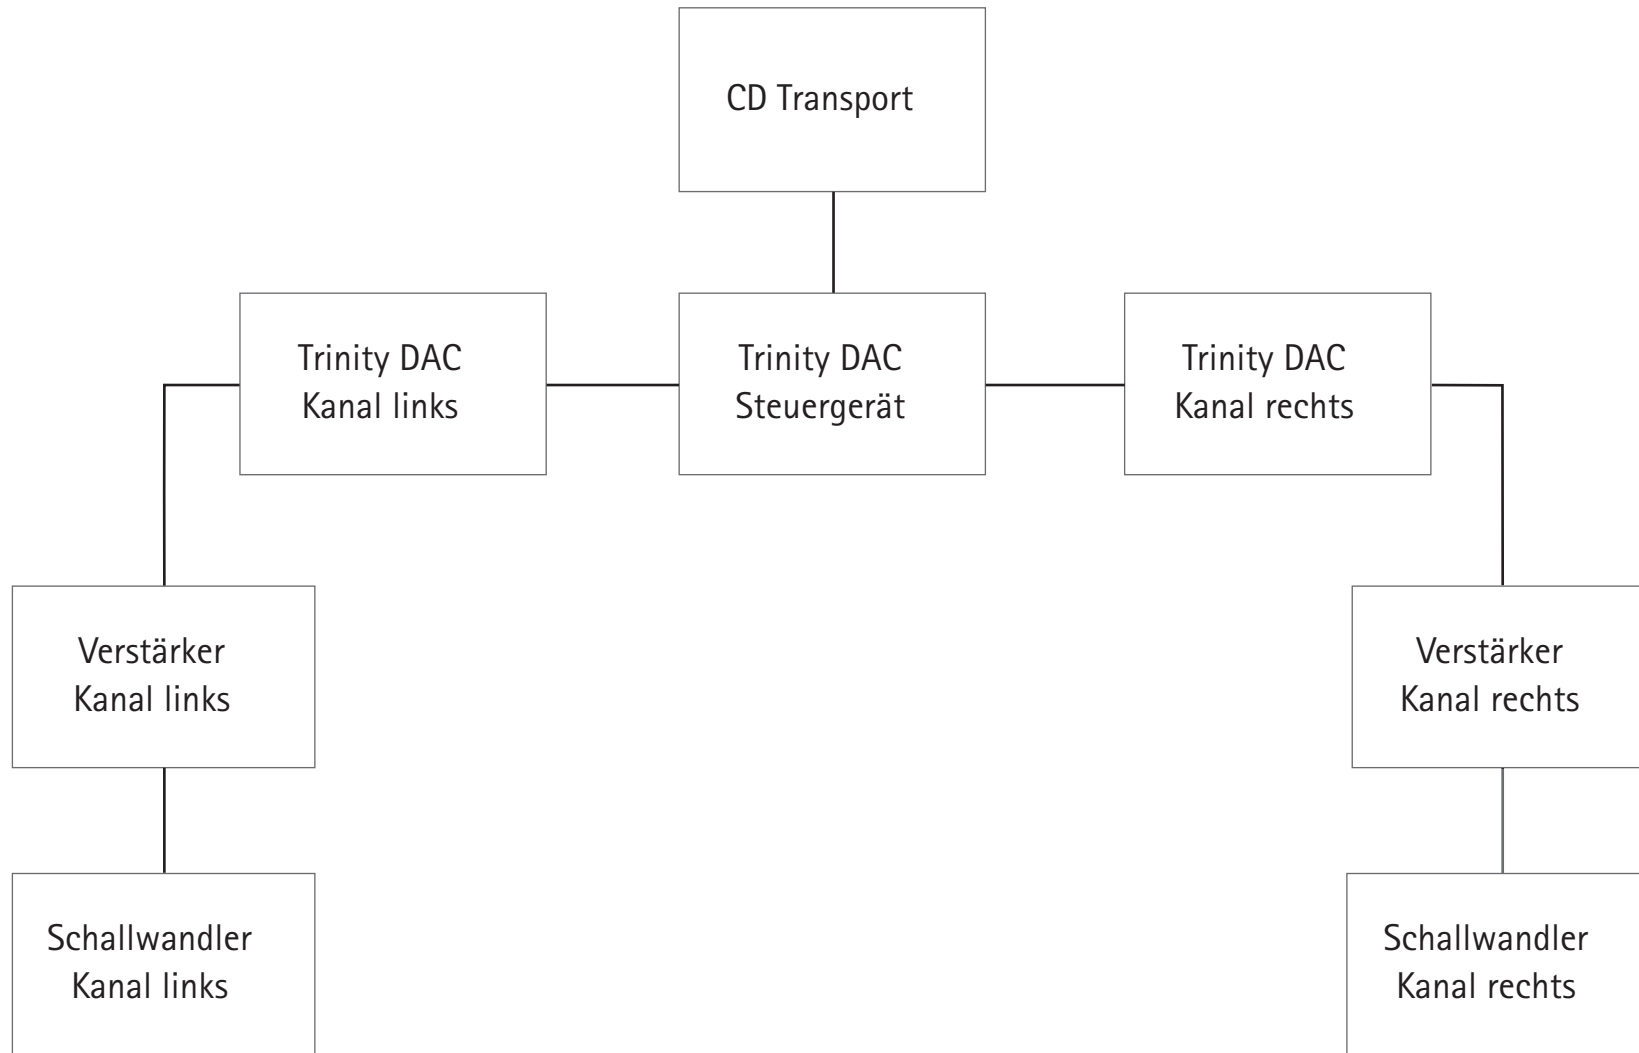 CD Transport
Trinity DAC
Kanal links
Trinity DAC
Steuergerät
Trinity DAC
Kanal rechts
Verstärker
Kanal links
Verstärker
Kanal rechts
Schallwandler
Kanal links
Schallwandler
Kanal rechts